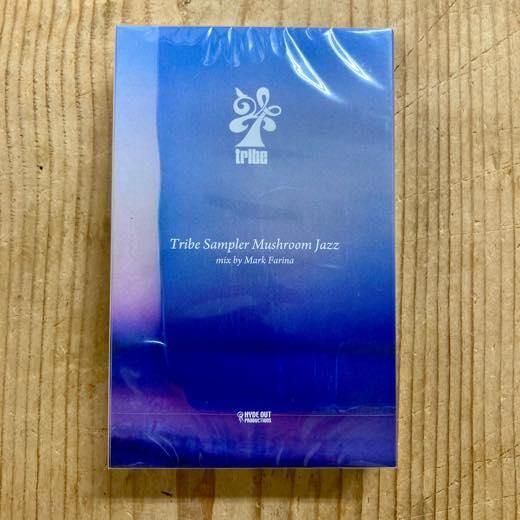 tribe
Tribe Sampler Mushroom Jazz
mix by Mark Farina
HYDE OUT
PRODUCTIONS